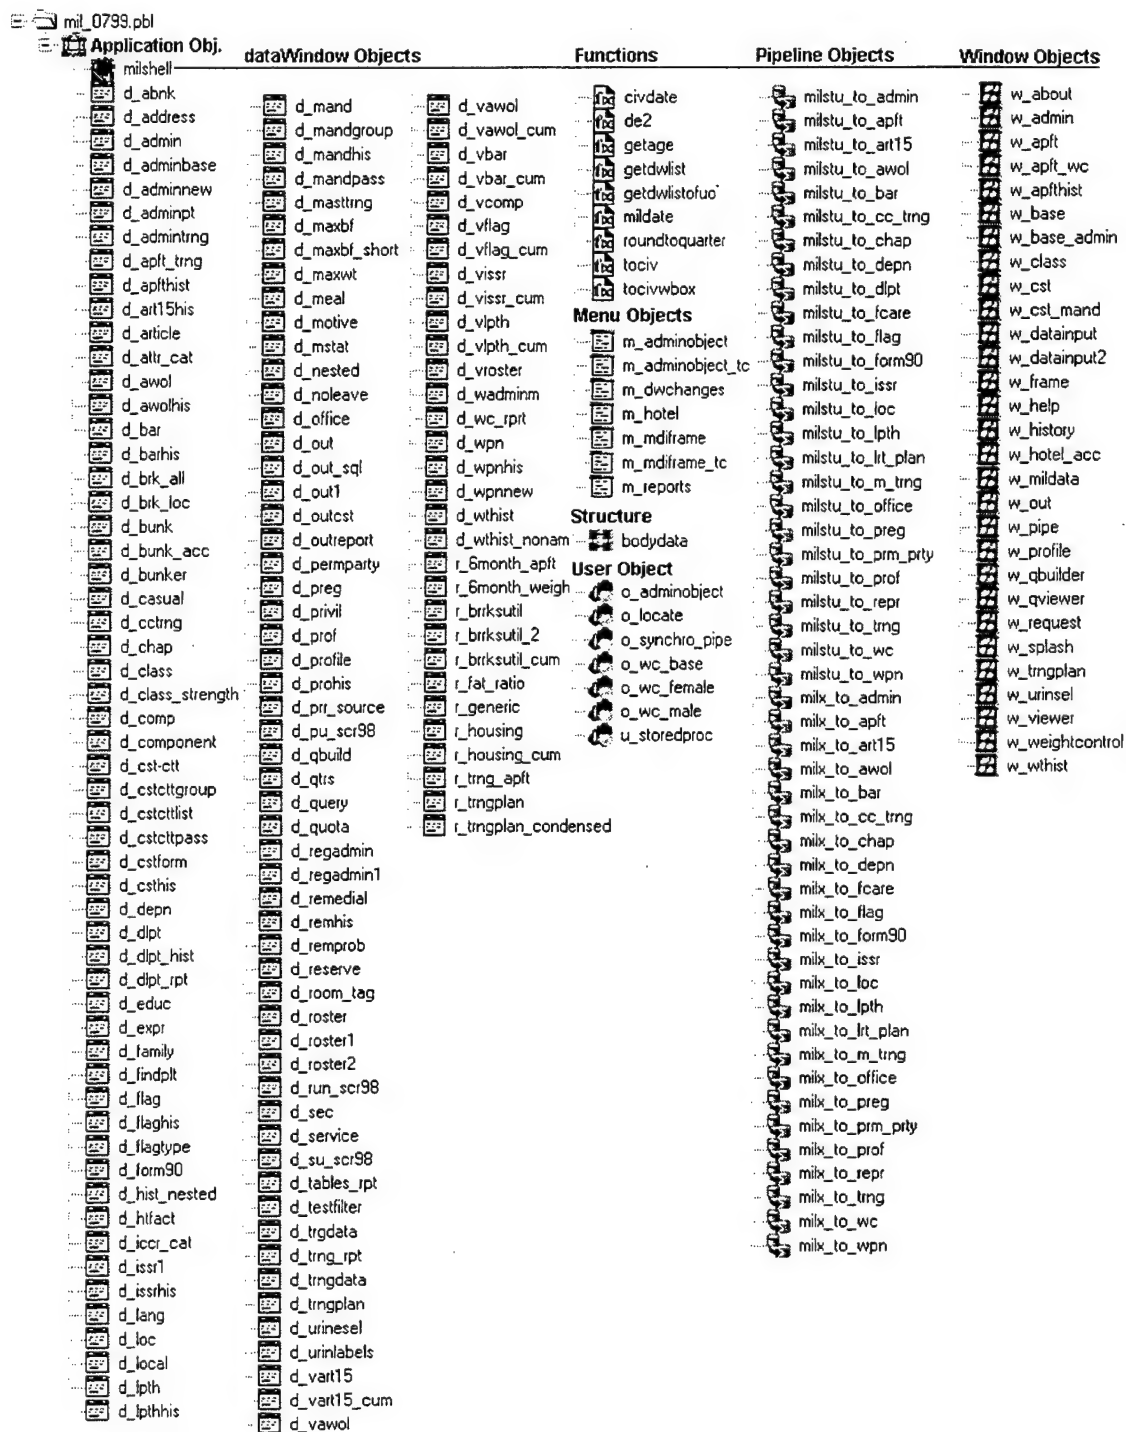 mil_0799.pbl
Application Obj.
milshell
d_abnk
d_address
d_admin
d_adminbase
d_adminnew
d_adminpt
d_admintrng
d_apft_trng
d_apfthist
d_art15his
d_article
d_attr_cat
d_awol
d_awolhis
d_bar
d_barhis
d_brk_all
d_brk_loc
d_bunk
d_bunk_acc
d_bunker
d_casual
d_cctrng
d_chap
d_class
d_class_strength
d_comp
d_component
d_cst-ctt
d_cstcttgroup
d_cstcttlist
d_cstcttpass
d_cstform
d_csthis
d_depn
d_dlpt
d_dlpt_hist
d_dlpt_rpt
d_educ
d_expr
d_family
d_findplt
d_flag
d_flaghis
d_flagtype
d_form90
d_hist_nested
d_htfact
d_iccr_cat
d_issr1
d_issrhis
d_lang
d_loc
d_local
d_lpth
d_lpthhis
dataWindow Objects
d_mand
d_mandgroup
d_mandhis
d_mandpass
d_masttrng
d_maxbf
d_maxbf_short
d_maxwt
d_meal
d_motive
d_mstat
d_nested
d_noleave
d_office
d_out
d_out_sql
d_out1
d_outcst
d_outreport
d_permparty
d_preg
d_privil
d_prof
d_profile
d_prohis
d_prr_source
d_pu_scr98
d_qbuild
d_qtrs
d_query
d_quota
d_regadmin
d_regadmin1
d_remedial
d_remhis
d_remprob
d_reserve
d_room_tag
d_roster
d_roster1
d_roster2
d_run_scr98
d_sec
d_service
d_su_scr98
d_tables_rpt
d_testfilter
d_trgdata
d_trng_rpt
d_trngdata
d_trngplan
d_urinesel
d_urinlabels
d_vart15
d_vart15_cum
d_vawol
d_vawol
d_vawol_cum
d_vbar
d_vbar_cum
d_vcomp
d_vflag
d_vflag_cum
d_vissr
d_vissr_cum
d_vlpth
d_vlpth_cum
d_vroster
d_wadminm
d_wc_rprt
d_wpn
d_wpnhis
d_wpnnew
d_wthist
d_wthist_nonam
r_6month_apft
r_6month_weigh
r_brrksutil
r_brrksutil_2
r_brrksutil_cum
r_fat_ratio
r_generic
r_housing
r_housing_cum
r_trng_apft
r_trngplan
r_trngplan_condensed
Functions
civdate
de2
getage
getdwlist
getdwlistofuo
mildate
roundtoquarter
tociv
tocivwbox
Menu Objects
m_adminobject
m_adminobject_tc
m_dwchanges
m_hotel
m_mdiframe
m_mdiframe_tc
m_reports
Structure
bodydata
User Object
o_adminobject
o_locate
o_synchro_pipe
o_wc_base
o_wc_female
o_wc_male
u_storedproc
Pipeline Objects
milstu_to_admin
milstu_to_apft
milstu_to_art15
milstu_to_awol
milstu_to_bar
milstu_to_cc_trng
milstu_to_chap
milstu_to_depn
milstu_to_dlpt
milstu_to_fcare
milstu_to_flag
milstu_to_form90
milstu_to_issr
milstu_to_loc
milstu_to_lpth
milstu_to_lrt_plan
milstu_to_m_trng
milstu_to_office
milstu_to_preg
milstu_to_prm_prty
milstu_to_prof
milstu_to_repr
milstu_to_trng
milstu_to_wc
milstu_to_wpn
milx_to_admin
milx_to_apft
milx_to_art15
milx_to_awol
milx_to_bar
milx_to_cc_trng
milx_to_chap
milx_to_depn
milx_to_fcare
milx_to_flag
milx_to_form90
milx_to_issr
milx_to_loc
milx_to_lpth
milx_to_lrt_plan
milx_to_m_trng
milx_to_office
milx_to_preg
milx_to_prm_prty
milx_to_prof
milx_to_repr
milx_to_trng
milx_to_wc
milx_to_wpn
Window Objects
w_about
w_admin
w_apft
w_apft_wc
w_apfthist
w_base
w_base_admin
w_class
w_cst
w_cst_mand
w_datainput
w_datainput2
w_frame
w_help
w_history
w_hotel_acc
w_mildata
w_out
w_pipe
w_profile
w_qbuilder
w_qviewer
w_request
w_splash
w_trngplan
w_urinsel
w_viewer
w_weightcontrol
w_wthist